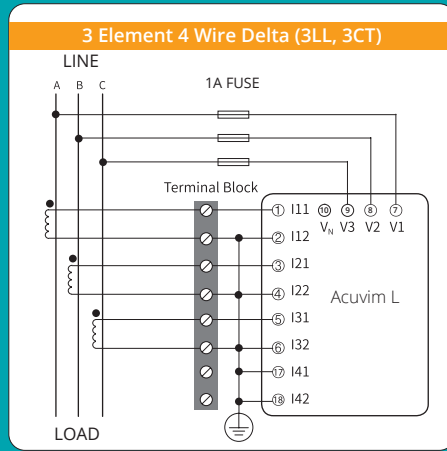 3 Element 4 Wire Delta (3LL, 3CT)
LINE
A B C
1A FUSE
Terminal Block
① I11
⑩ ⑨ ⑧ ⑦
② I12
VN V3 V2 V1
③ I21
④ I22
Acuvim L
⑤ I31
⑥ I32
⑰ I41
⑱ I42
LOAD